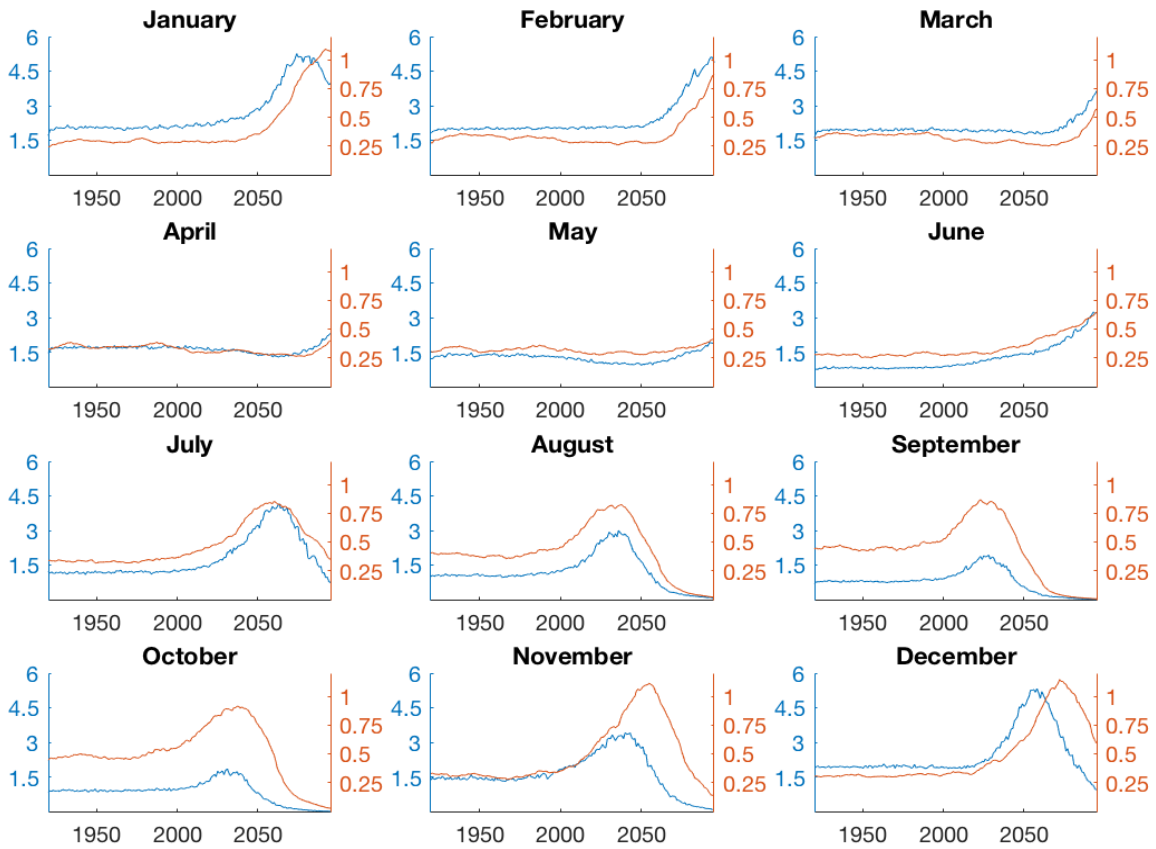 January February March
6 6 6
4.5 1 4.5 1 4.5 1
0.75 0.75 0.75
3 3 3
0.5 0.5 0.5
1.5 0.25 1.5 0.25 1.5 0.25
1950 2000 2050 1950 2000 2050 1950 2000 2050
April May June
6 6 6
4.5 1 4.5 1 4.5 1
0.75 0.75 0.75
3 3 3
0.5 0.5 0.5
1.5 0.25 1.5 0.25 1.5 0.25
1950 2000 2050 1950 2000 2050 1950 2000 2050
July August September
6 6 6
4.5 1 4.5 1 4.5 1
0.75 0.75 0.75
3 3 3
0.5 0.5 0.5
1.5 0.25 1.5 0.25 1.5 0.25
1950 2000 2050 1950 2000 2050 1950 2000 2050
October November December
6 6 6
4.5 1 4.5 1 4.5 1
0.75 0.75 0.75
3 3 3
0.5 0.5 0.5
1.5 0.25 1.5 0.25 1.5 0.25
1950 2000 2050 1950 2000 2050 1950 2000 2050